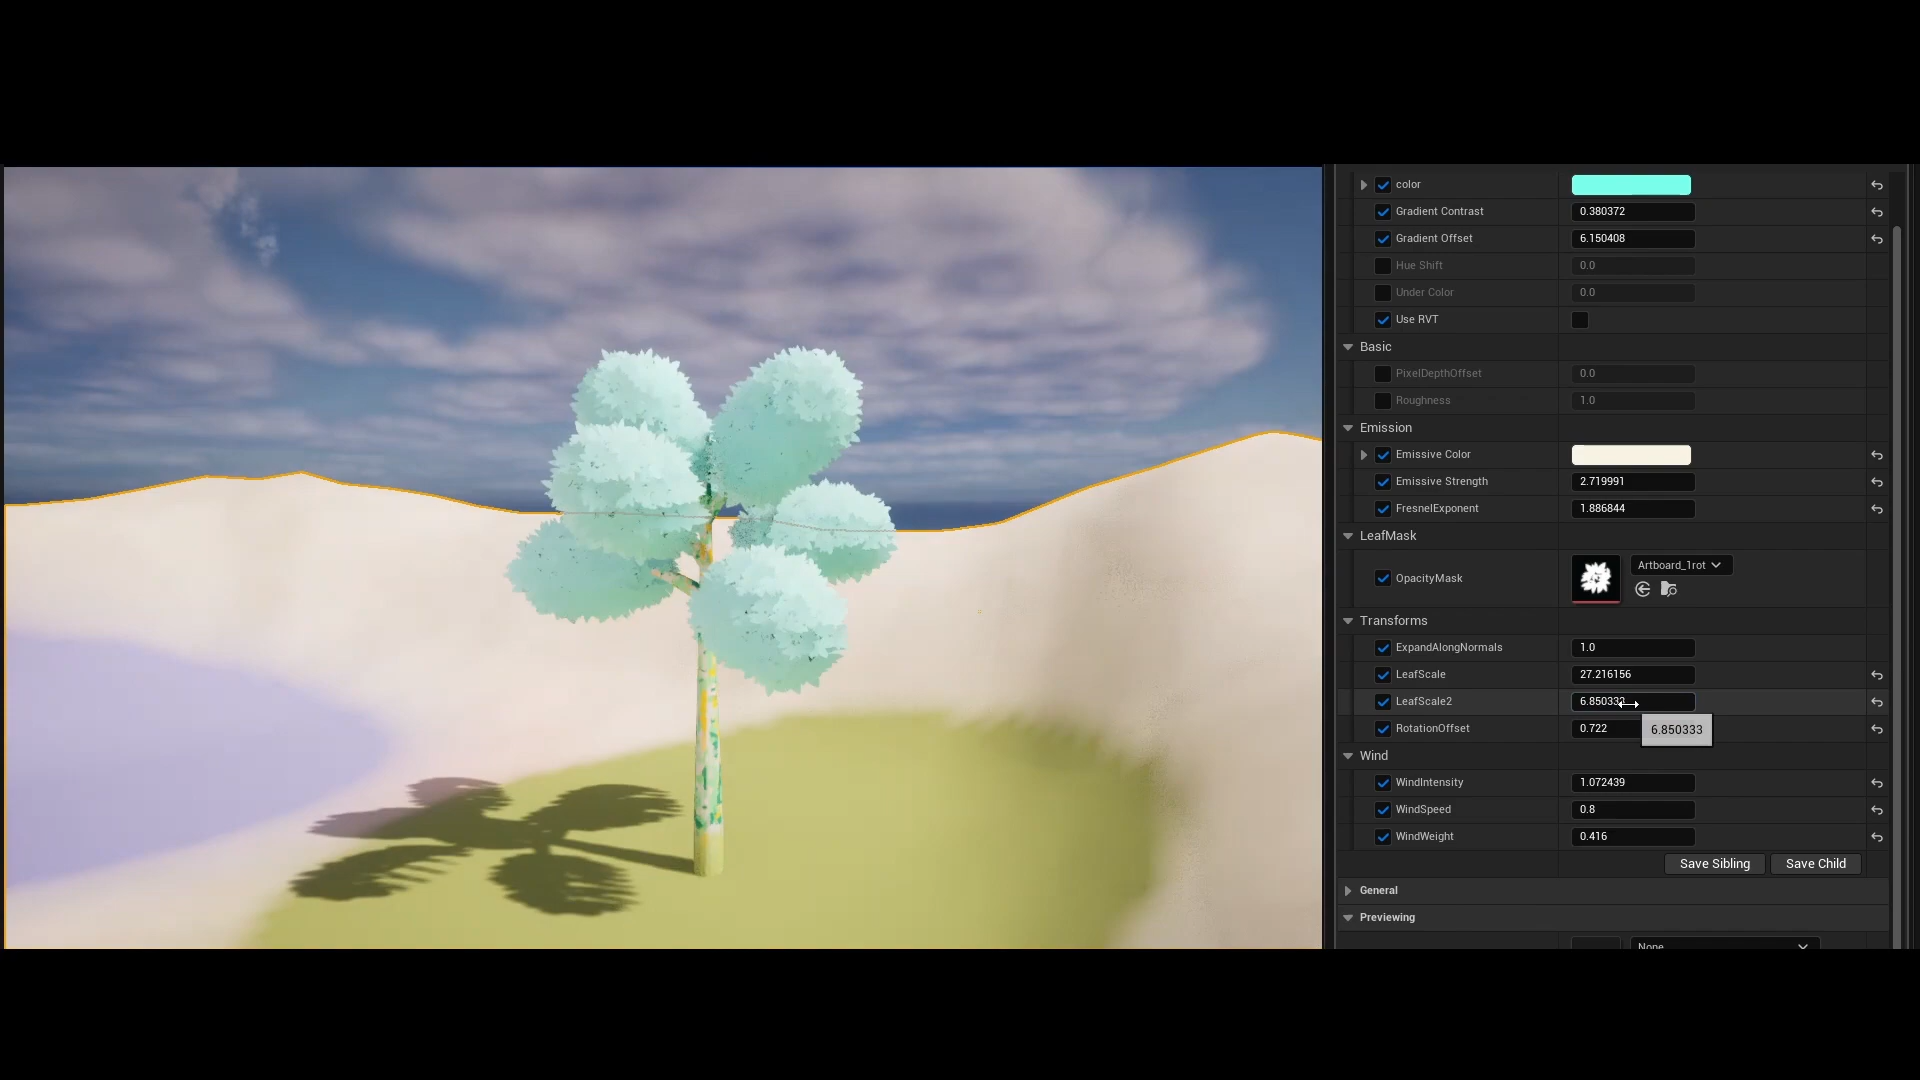 color
Gradient Contrast 0.380372
Gradient Offset 6.150408
Hue Shift 0.0
Under Color 0.0
Use RVT
Basic
PixelDepthOffset 0.0
Roughness 1.0
Emission
Emissive Color
Emissive Strength 2.719991
FresnelExponent 1.886844
LeafMask
OpacityMask Artboard_1rot
Transforms
ExpandAlongNormals 1.0
LeafScale 27.216156
LeafScale2 6.850333
RotationOffset 0.722 6.850333
Wind
WindIntensity 1.072439
WindSpeed 0.8
WindWeight 0.416
Save Sibling Save Child
General
Previewing
None